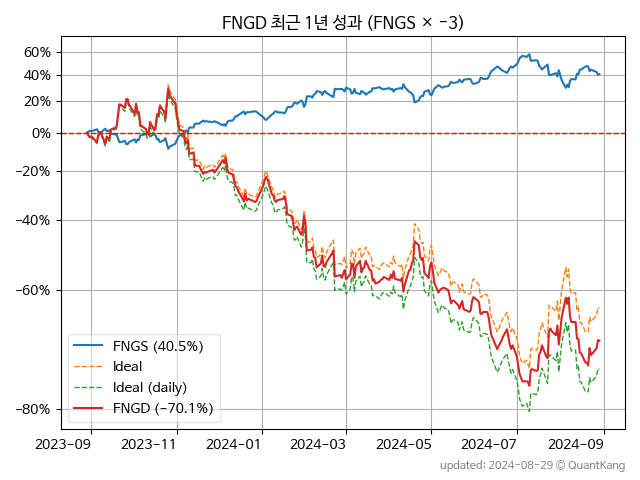 FNGD 최근 1년 성과 (FNGS × −3)
60%
40%
20%
0%
−20%
−40%
−60%
−80%
FNGS (40.5%)
Ideal
Ideal (daily)
FNGD (−70.1%)
2023-09
2023-11
2024-01
2024-03
2024-05
2024-07
2024-09
updated: 2024-08-29 © QuantKang